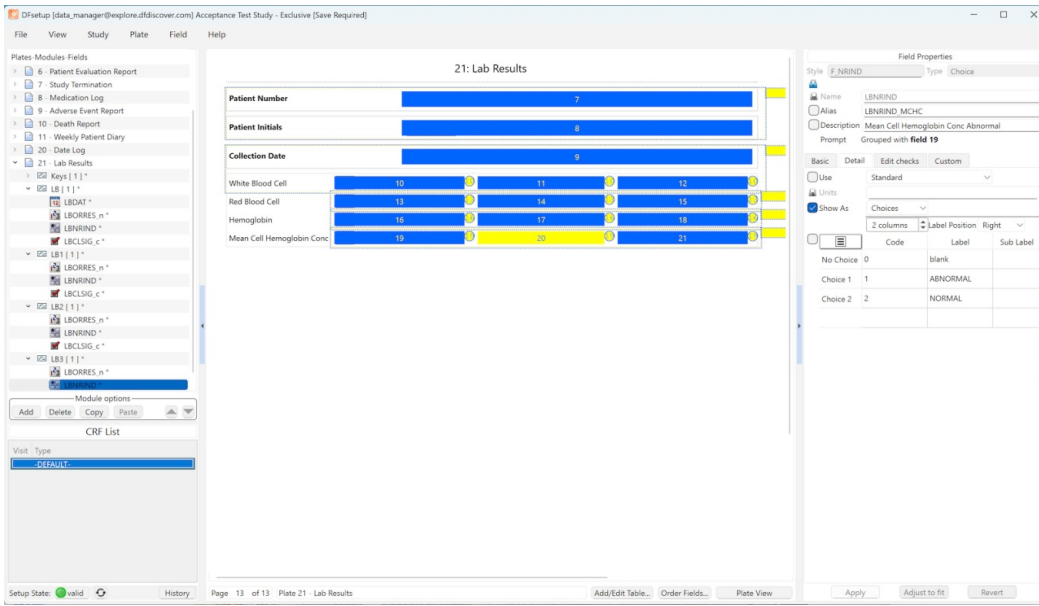 DFsetup [data_manager@explore.dfdiscover.com] Acceptance Test Study - Exclusive [Save Required]
File View Study Plate Field Help
Plates-Modules-Fields
6 - Patient Evaluation Report
7 - Study Termination
8 - Medication Log
9 - Adverse Event Report
10 - Death Report
11 - Weekly Patient Diary
20 - Date Log
21 - Lab Results
Keys [ 1 ] *
LB [ 1 ] *
LBDAT *
LBORRES_n *
LBNRIND *
LBCLSIG_c *
LB1 [ 1 ] *
LBORRES_n *
LBNRIND *
LBCLSIG_c *
LB2 [ 1 ] *
LBORRES_n *
LBNRIND *
LBCLSIG_c *
LB3 [ 1 ] *
LBORRES_n *
LBNRIND *
Module options
Add Delete Copy Paste
CRF List
Visit Type
-DEFAULT-
Setup State: valid History
21: Lab Results
Patient Number 7
Patient Initials 8
Collection Date 9
White Blood Cell 10 11 12
Red Blood Cell 13 14 15
Hemoglobin 16 17 18
Mean Cell Hemoglobin Conc 19 20 21
Page 13 of 13 Plate 21 - Lab Results Add/Edit Table... Order Fields... Plate View
Field Properties
Style F_NRIND Type Choice
Name LBNRIND
Alias LBNRIND_MCHC
Description Mean Cell Hemoglobin Conc Abnormal
Prompt Grouped with field 19
Basic Detail Edit checks Custom
Use Standard
Units
Show As Choices
2 columns Label Position Right
Code Label Sub Label
No Choice 0 blank
Choice 1 1 ABNORMAL
Choice 2 2 NORMAL
Apply Adjust to fit Revert